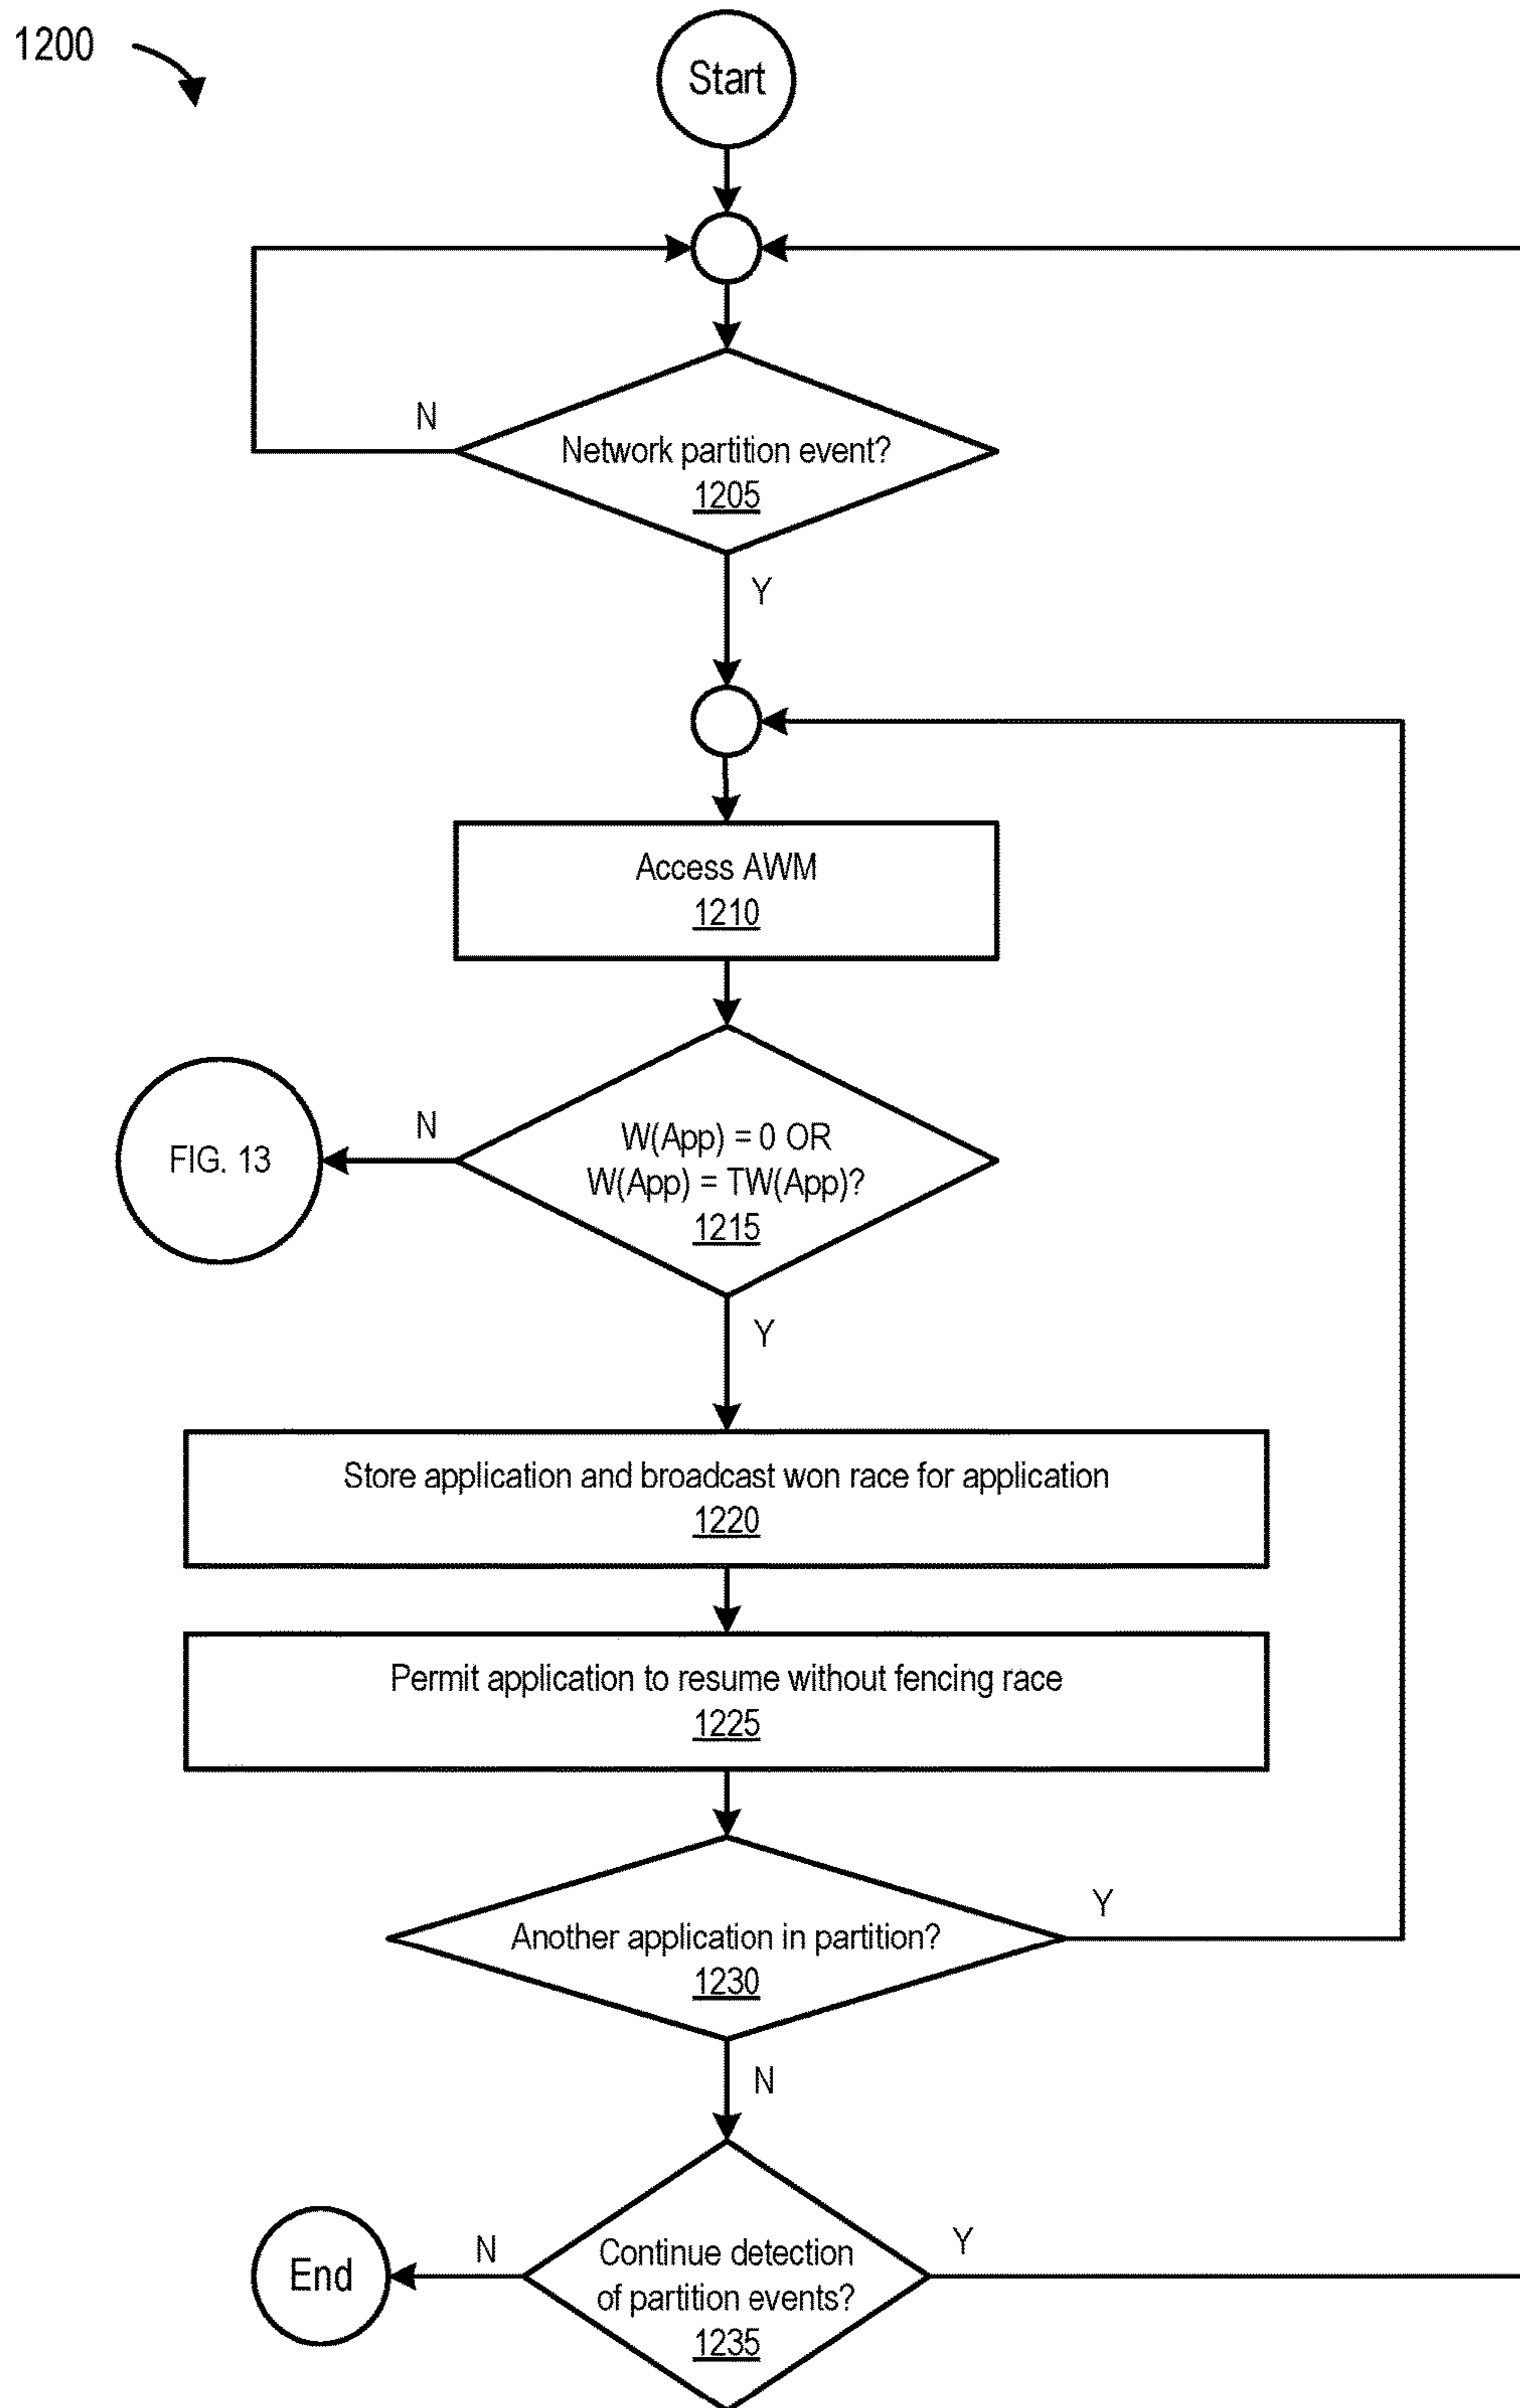 1200
Start
N
Network partition event?
1205
Y
Access AWM
1210
FIG. 13
N
W(App) = 0 OR
W(App) = TW(App)?
1215
Y
Store application and broadcast won race for application
1220
Permit application to resume without fencing race
1225
Y
Another application in partition?
1230
N
End
N
Continue detection
of partition events?
1235
Y